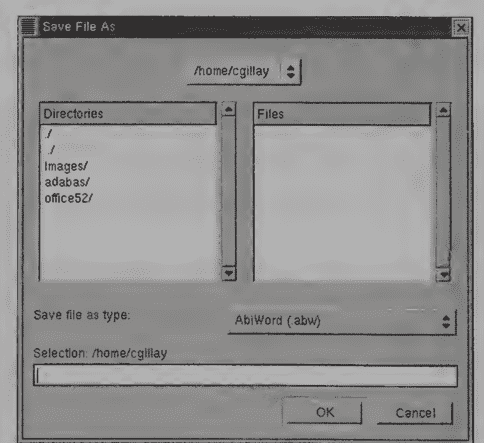 Save File As
/home/cgillay
Directories
./
./
Images/
adabas/
office52/
Files
Save file as type:
AbiWord (.abw)
Selection: /home/cgillay
OK
Cancel